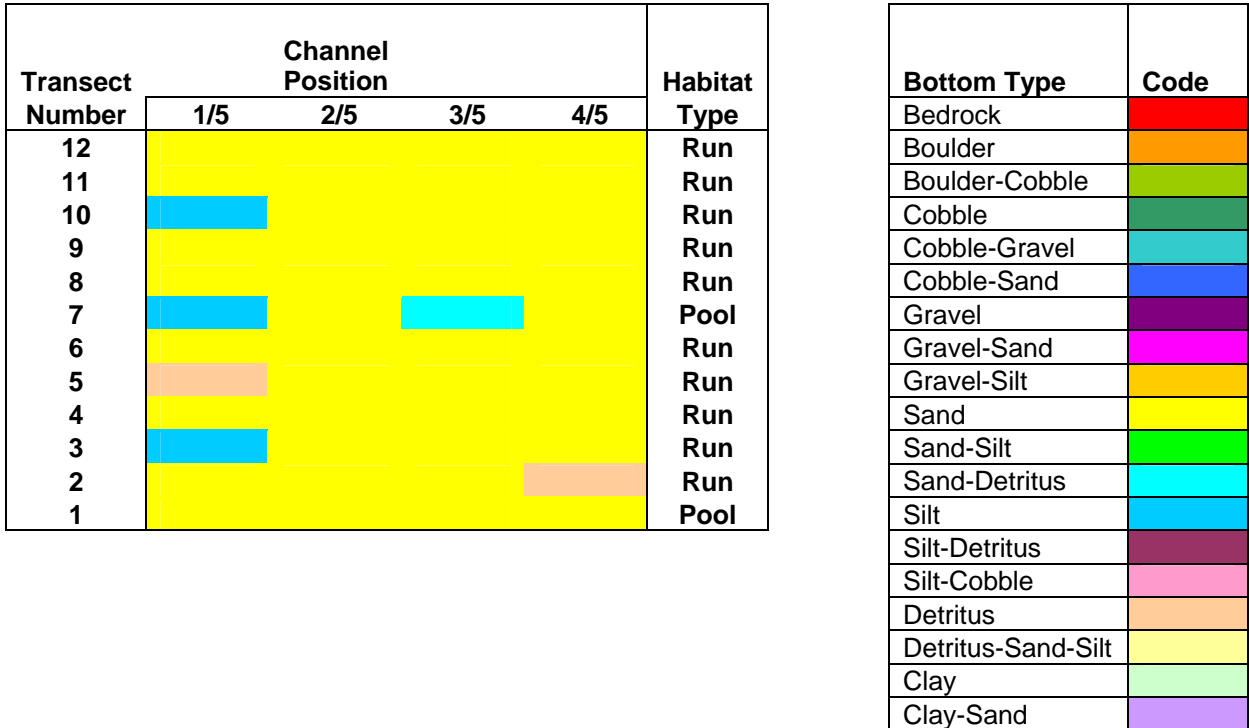 Channel
Transect Position Habitat
Number 1/5 2/5 3/5 4/5 Type
12 Run
11 Run
10 Run
9 Run
8 Run
7 Pool
6 Run
5 Run
4 Run
3 Run
2 Run
1 Pool
Bottom Type Code
Bedrock
Boulder
Boulder-Cobble
Cobble
Cobble-Gravel
Cobble-Sand
Gravel
Gravel-Sand
Gravel-Silt
Sand
Sand-Silt
Sand-Detritus
Silt
Silt-Detritus
Silt-Cobble
Detritus
Detritus-Sand-Silt
Clay
Clay-Sand